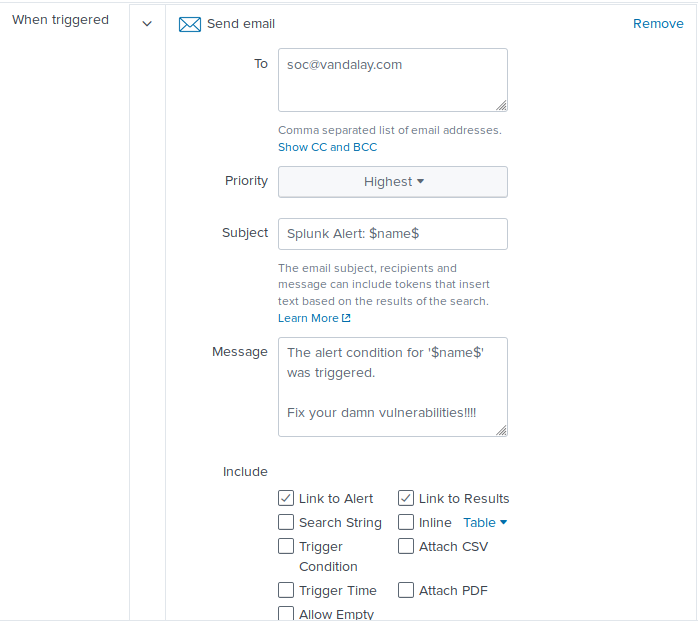 When triggered
Send email
Remove
To
soc@vandalay.com
Comma separated list of email addresses.
Show CC and BCC
Priority
Highest
Subject
Splunk Alert: $name$
The email subject, recipients and
message can include tokens that insert
text based on the results of the search.
Learn More
Message
The alert condition for '$name$'
was triggered.
Fix your damn vulnerabilities!!!!
Include
Link to Alert
Link to Results
Search String
Inline Table
Trigger
Condition
Attach CSV
Trigger Time
Attach PDF
Allow Empty